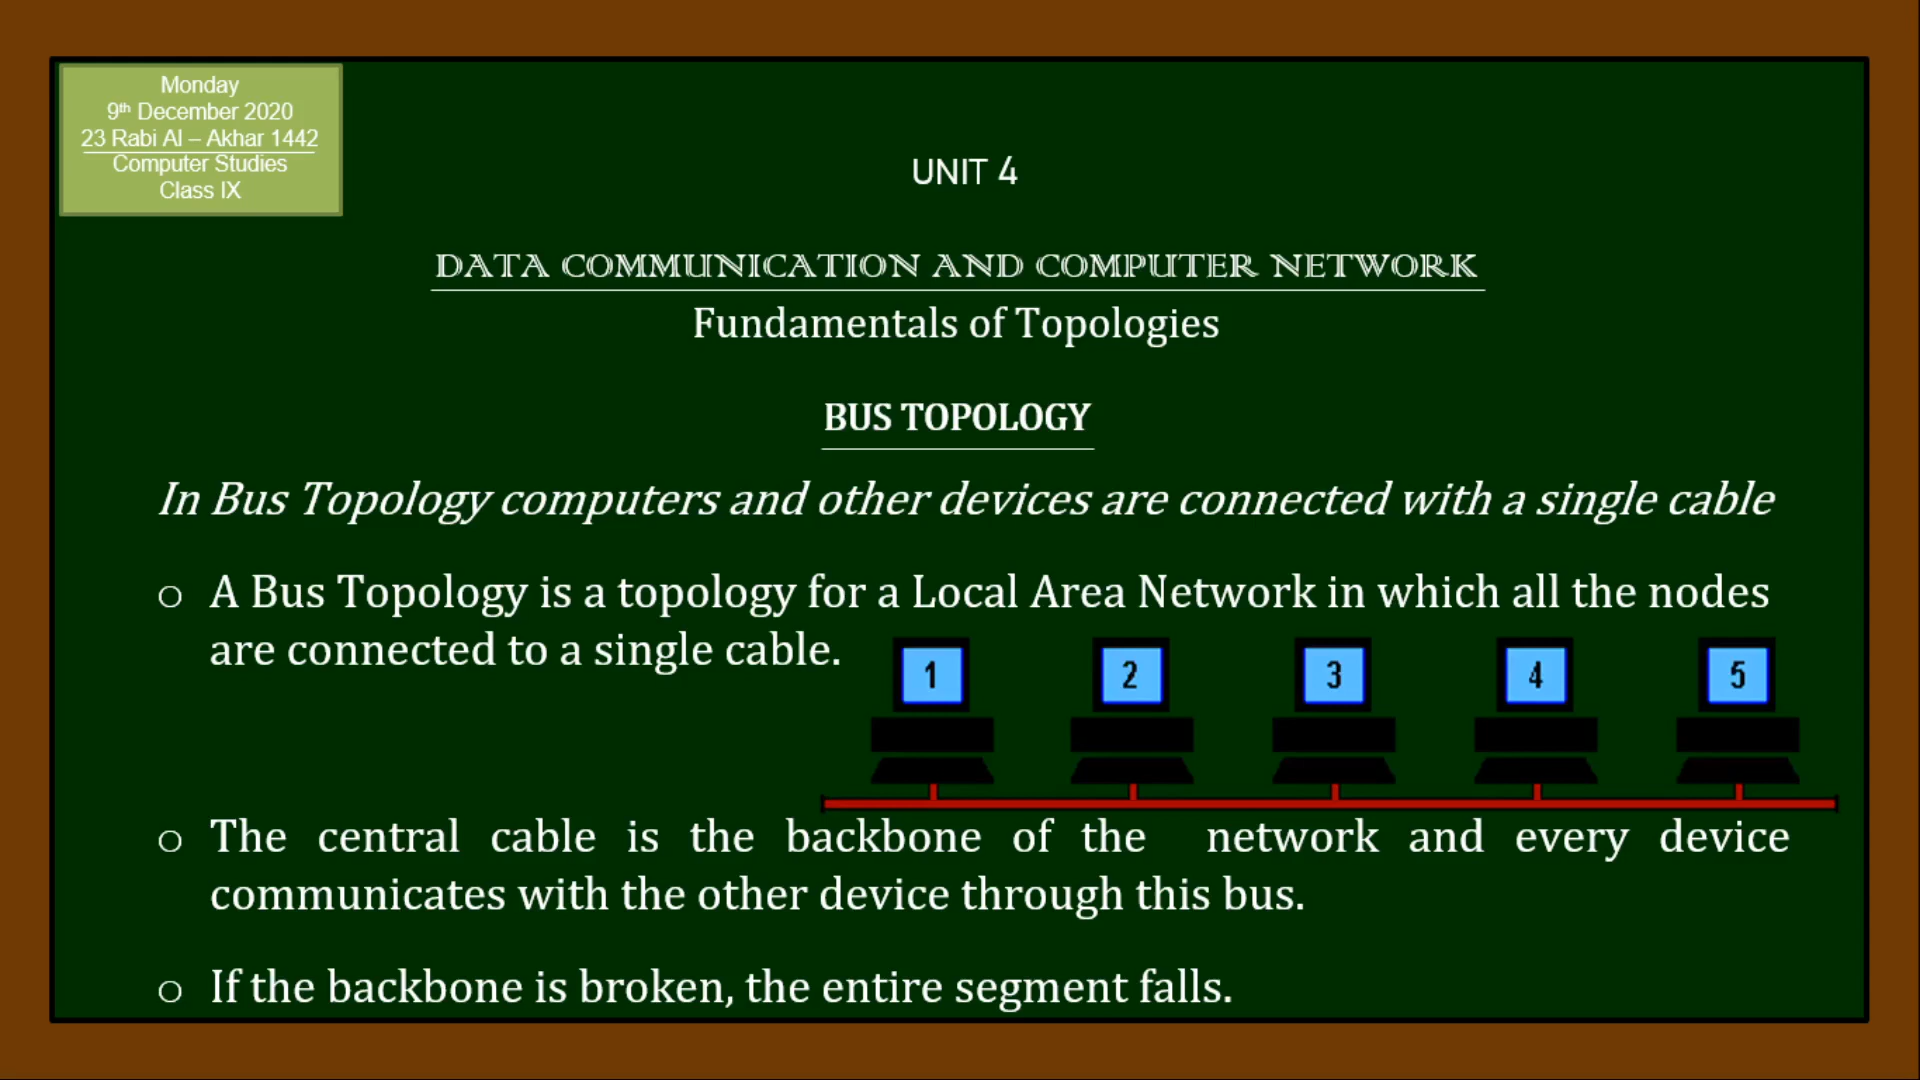 Monday
9th December 2020
23 Rabi Al – Akhar 1442
Computer Studies
Class IX
UNIT 4
DATA COMMUNICATION AND COMPUTER NETWORK
Fundamentals of Topologies
BUS TOPOLOGY
In Bus Topology computers and other devices are connected with a single cable
o A Bus Topology is a topology for a Local Area Network in which all the nodes
are connected to a single cable.
1 2 3 4 5
o The central cable is the backbone of the network and every device
communicates with the other device through this bus.
o If the backbone is broken, the entire segment falls.